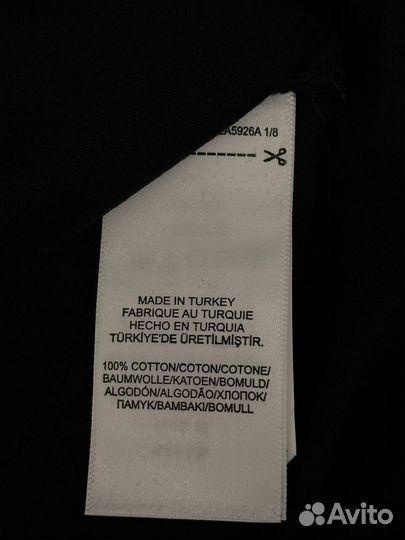 A5926A 1/8
MADE IN TURKEY
FABRIQUE AU TURQUIE
HECHO EN TURQUIA
TÜRKİYE'DE ÜRETİLMİŞTİR.
100% COTTON/COTON/COTONE/
BAUMWOLLE/KATOEN/BOMULD/
ALGODÓN/ALGODÃO/ХЛОПОК/
ПАМУК/ΒΑΜΒΑΚΙ/BOMULL
Avito